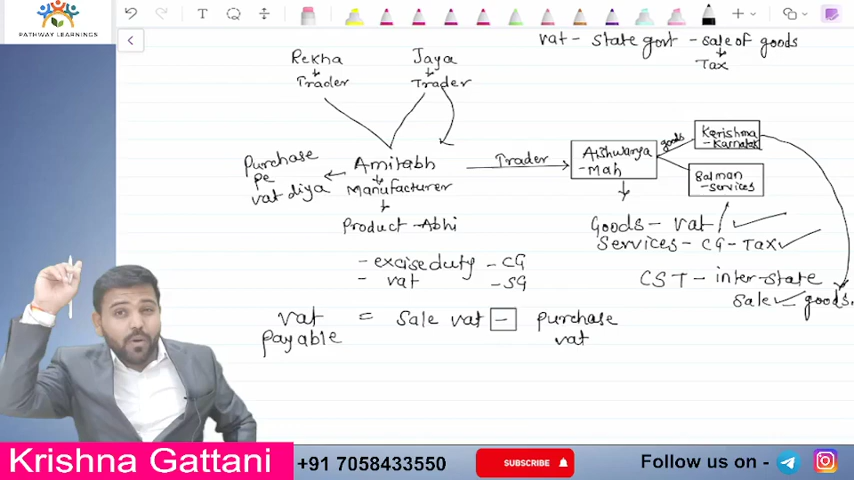 PATHWAY LEARNINGS
vat - state govt - sale of goods
Tax
Rekha
Trader
Jaya
Trader
Purchase
pe
vat diya
Amitabh
Manufacturer
Product - Abhi
Trader
Aishwarya
- Mah
goods
Karishma
- Karnatak
Salman
- services
Goods - vat
Services - CG - Tax
- excise duty - CG
- vat - SG
CST - inter-state
sale goods.
vat payable = Sale vat - purchase vat
Krishna Gattani
+91 7058433550
SUBSCRIBE
Follow us on -